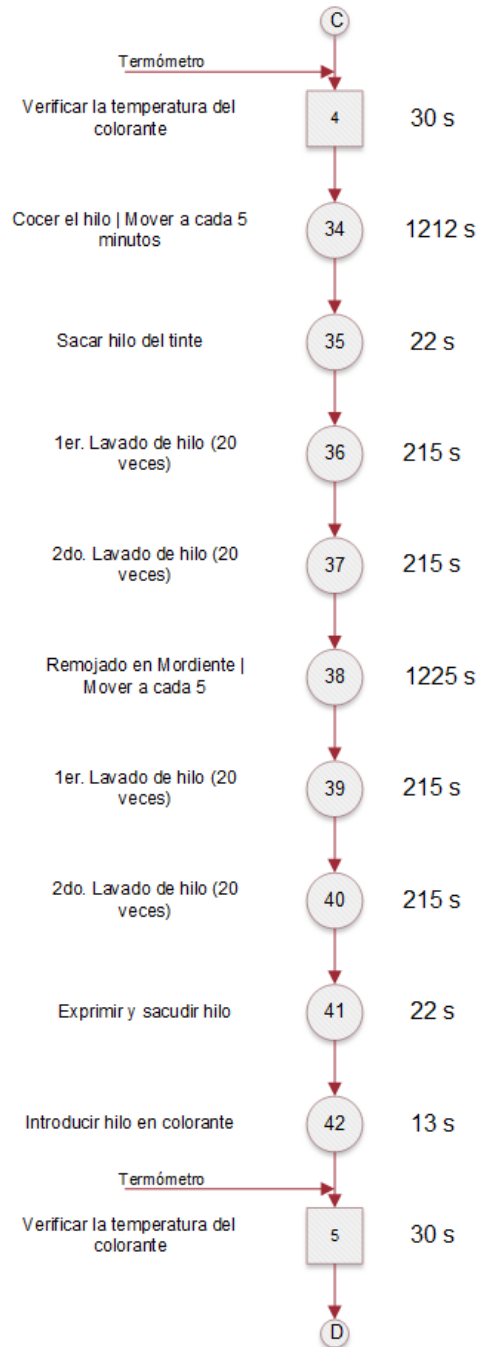 C
Termómetro
Verificar la temperatura del
colorante
4
30 s
Cocer el hilo | Mover a cada 5
minutos
34
1212 s
Sacar hilo del tinte
35
22 s
1er. Lavado de hilo (20
veces)
36
215 s
2do. Lavado de hilo (20
veces)
37
215 s
Remojado en Mordiente |
Mover a cada 5
38
1225 s
1er. Lavado de hilo (20
veces)
39
215 s
2do. Lavado de hilo (20
veces)
40
215 s
Exprimir y sacudir hilo
41
22 s
Introducir hilo en colorante
42
13 s
Termómetro
Verificar la temperatura del
colorante
5
30 s
D